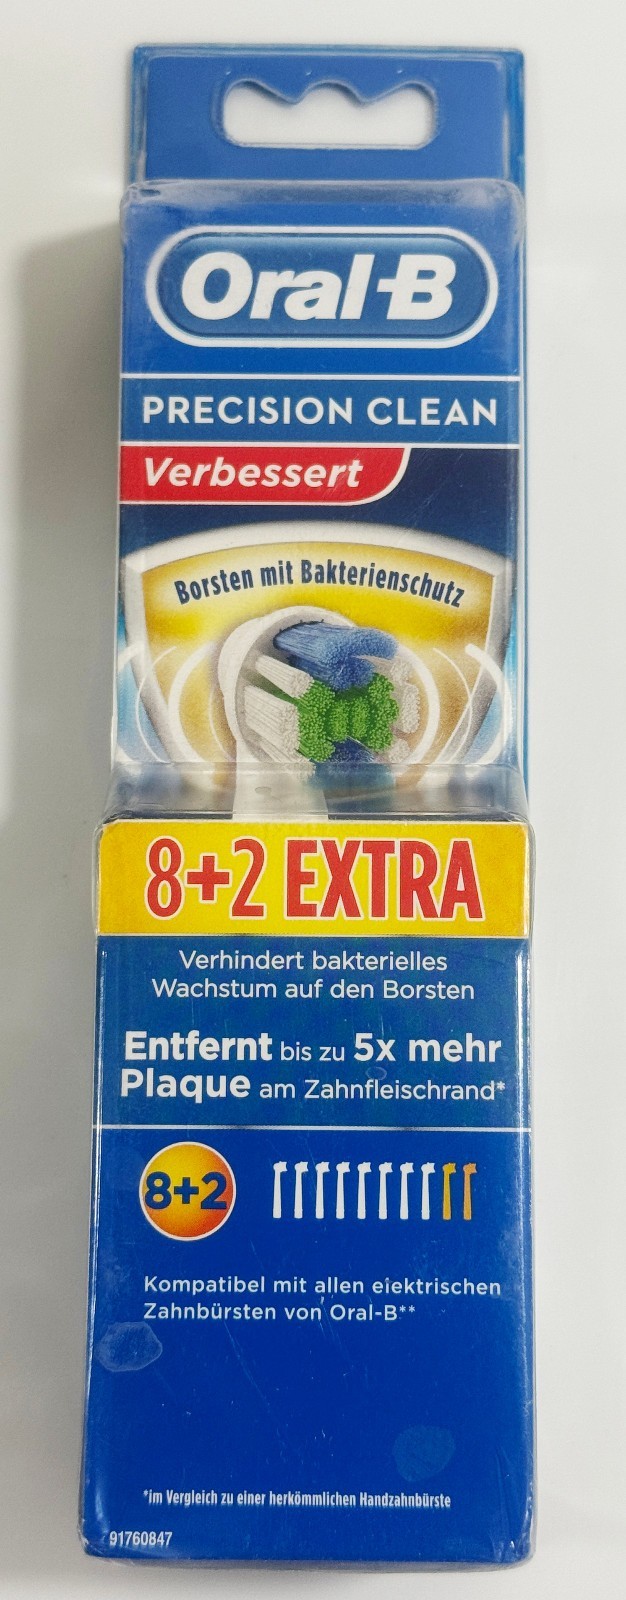 Oral-B
PRECISION CLEAN
Verbessert
Borsten mit Bakterienschutz
8+2 EXTRA
Verhindert bakterielles
Wachstum auf den Borsten
Entfernt bis zu 5x mehr
Plaque am Zahnfleischrand*
8+2
Kompatibel mit allen elektrischen
Zahnbürsten von Oral-B**
*im Vergleich zu einer herkömmlichen Handzahnbürste
91760847